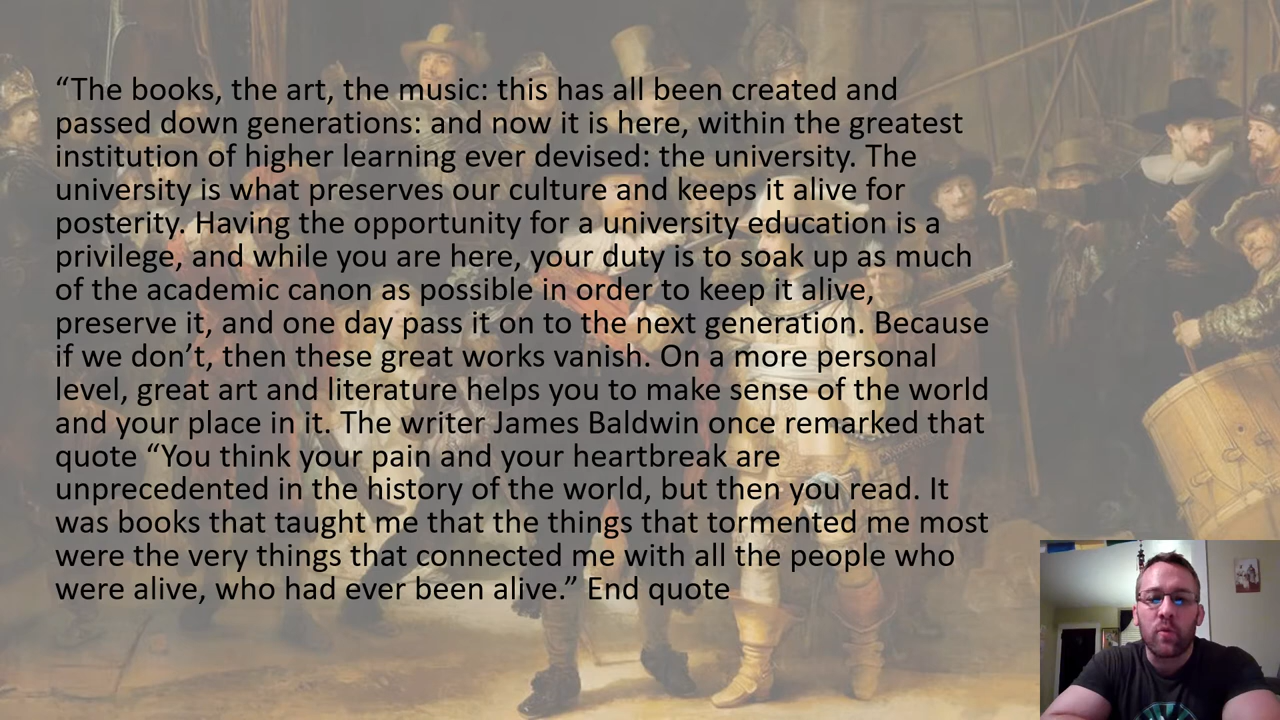 “The books, the art, the music: this has all been created and
passed down generations: and now it is here, within the greatest
institution of higher learning ever devised: the university. The
university is what preserves our culture and keeps it alive for
posterity. Having the opportunity for a university education is a
privilege, and while you are here, your duty is to soak up as much
of the academic canon as possible in order to keep it alive,
preserve it, and one day pass it on to the next generation. Because
if we don’t, then these great works vanish. On a more personal
level, great art and literature helps you to make sense of the world
and your place in it. The writer James Baldwin once remarked that
quote “You think your pain and your heartbreak are
unprecedented in the history of the world, but then you read. It
was books that taught me that the things that tormented me most
were the very things that connected me with all the people who
were alive, who had ever been alive.” End quote